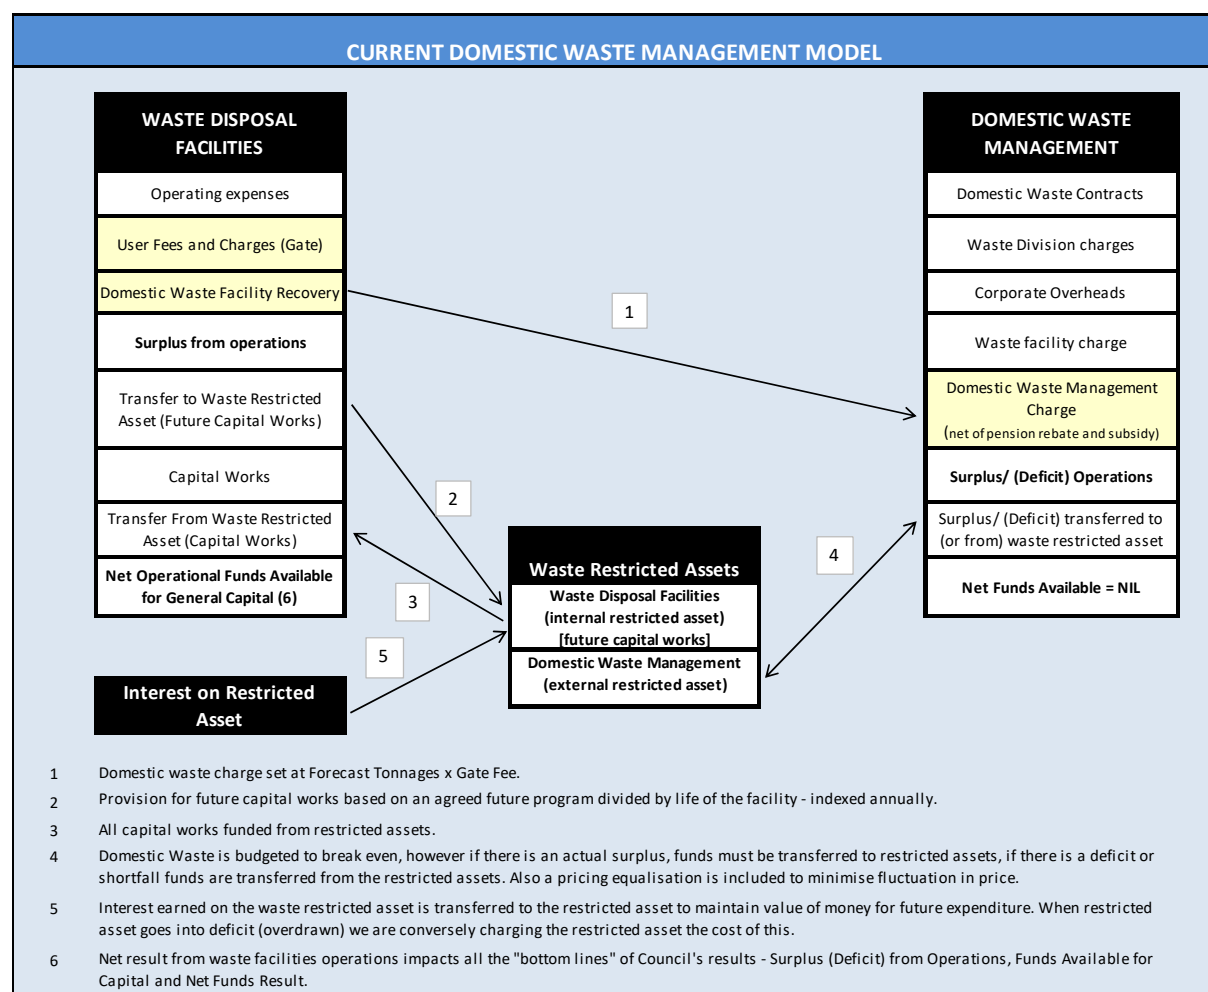 CURRENT DOMESTIC WASTE MANAGEMENT MODEL
WASTE DISPOSAL
FACILITIES
Operating expenses
User Fees and Charges (Gate)
Domestic Waste Facility Recovery
Surplus from operations
Transfer to Waste Restricted
Asset (Future Capital Works)
Capital Works
Transfer From Waste Restricted
Asset (Capital Works)
Net Operational Funds Available
for General Capital (6)
Interest on Restricted
Asset
1
2
3
4
5
Waste Restricted Assets
Waste Disposal Facilities
(internal restricted asset)
[future capital works]
Domestic Waste Management
(external restricted asset)
DOMESTIC WASTE
MANAGEMENT
Domestic Waste Contracts
Waste Division charges
Corporate Overheads
Waste facility charge
Domestic Waste Management
Charge
(net of pension rebate and subsidy)
Surplus/ (Deficit) Operations
Surplus/ (Deficit) transferred to
(or from) waste restricted asset
Net Funds Available = NIL
1 Domestic waste charge set at Forecast Tonnages x Gate Fee.
2 Provision for future capital works based on an agreed future program divided by life of the facility - indexed annually.
3 All capital works funded from restricted assets.
4 Domestic Waste is budgeted to break even, however if there is an actual surplus, funds must be transferred to restricted assets, if there is a deficit or
shortfall funds are transferred from the restricted assets. Also a pricing equalisation is included to minimise fluctuation in price.
5 Interest earned on the waste restricted asset is transferred to the restricted asset to maintain value of money for future expenditure. When restricted
asset goes into deficit (overdrawn) we are conversely charging the restricted asset the cost of this.
6 Net result from waste facilities operations impacts all the "bottom lines" of Council's results - Surplus (Deficit) from Operations, Funds Available for
Capital and Net Funds Result.